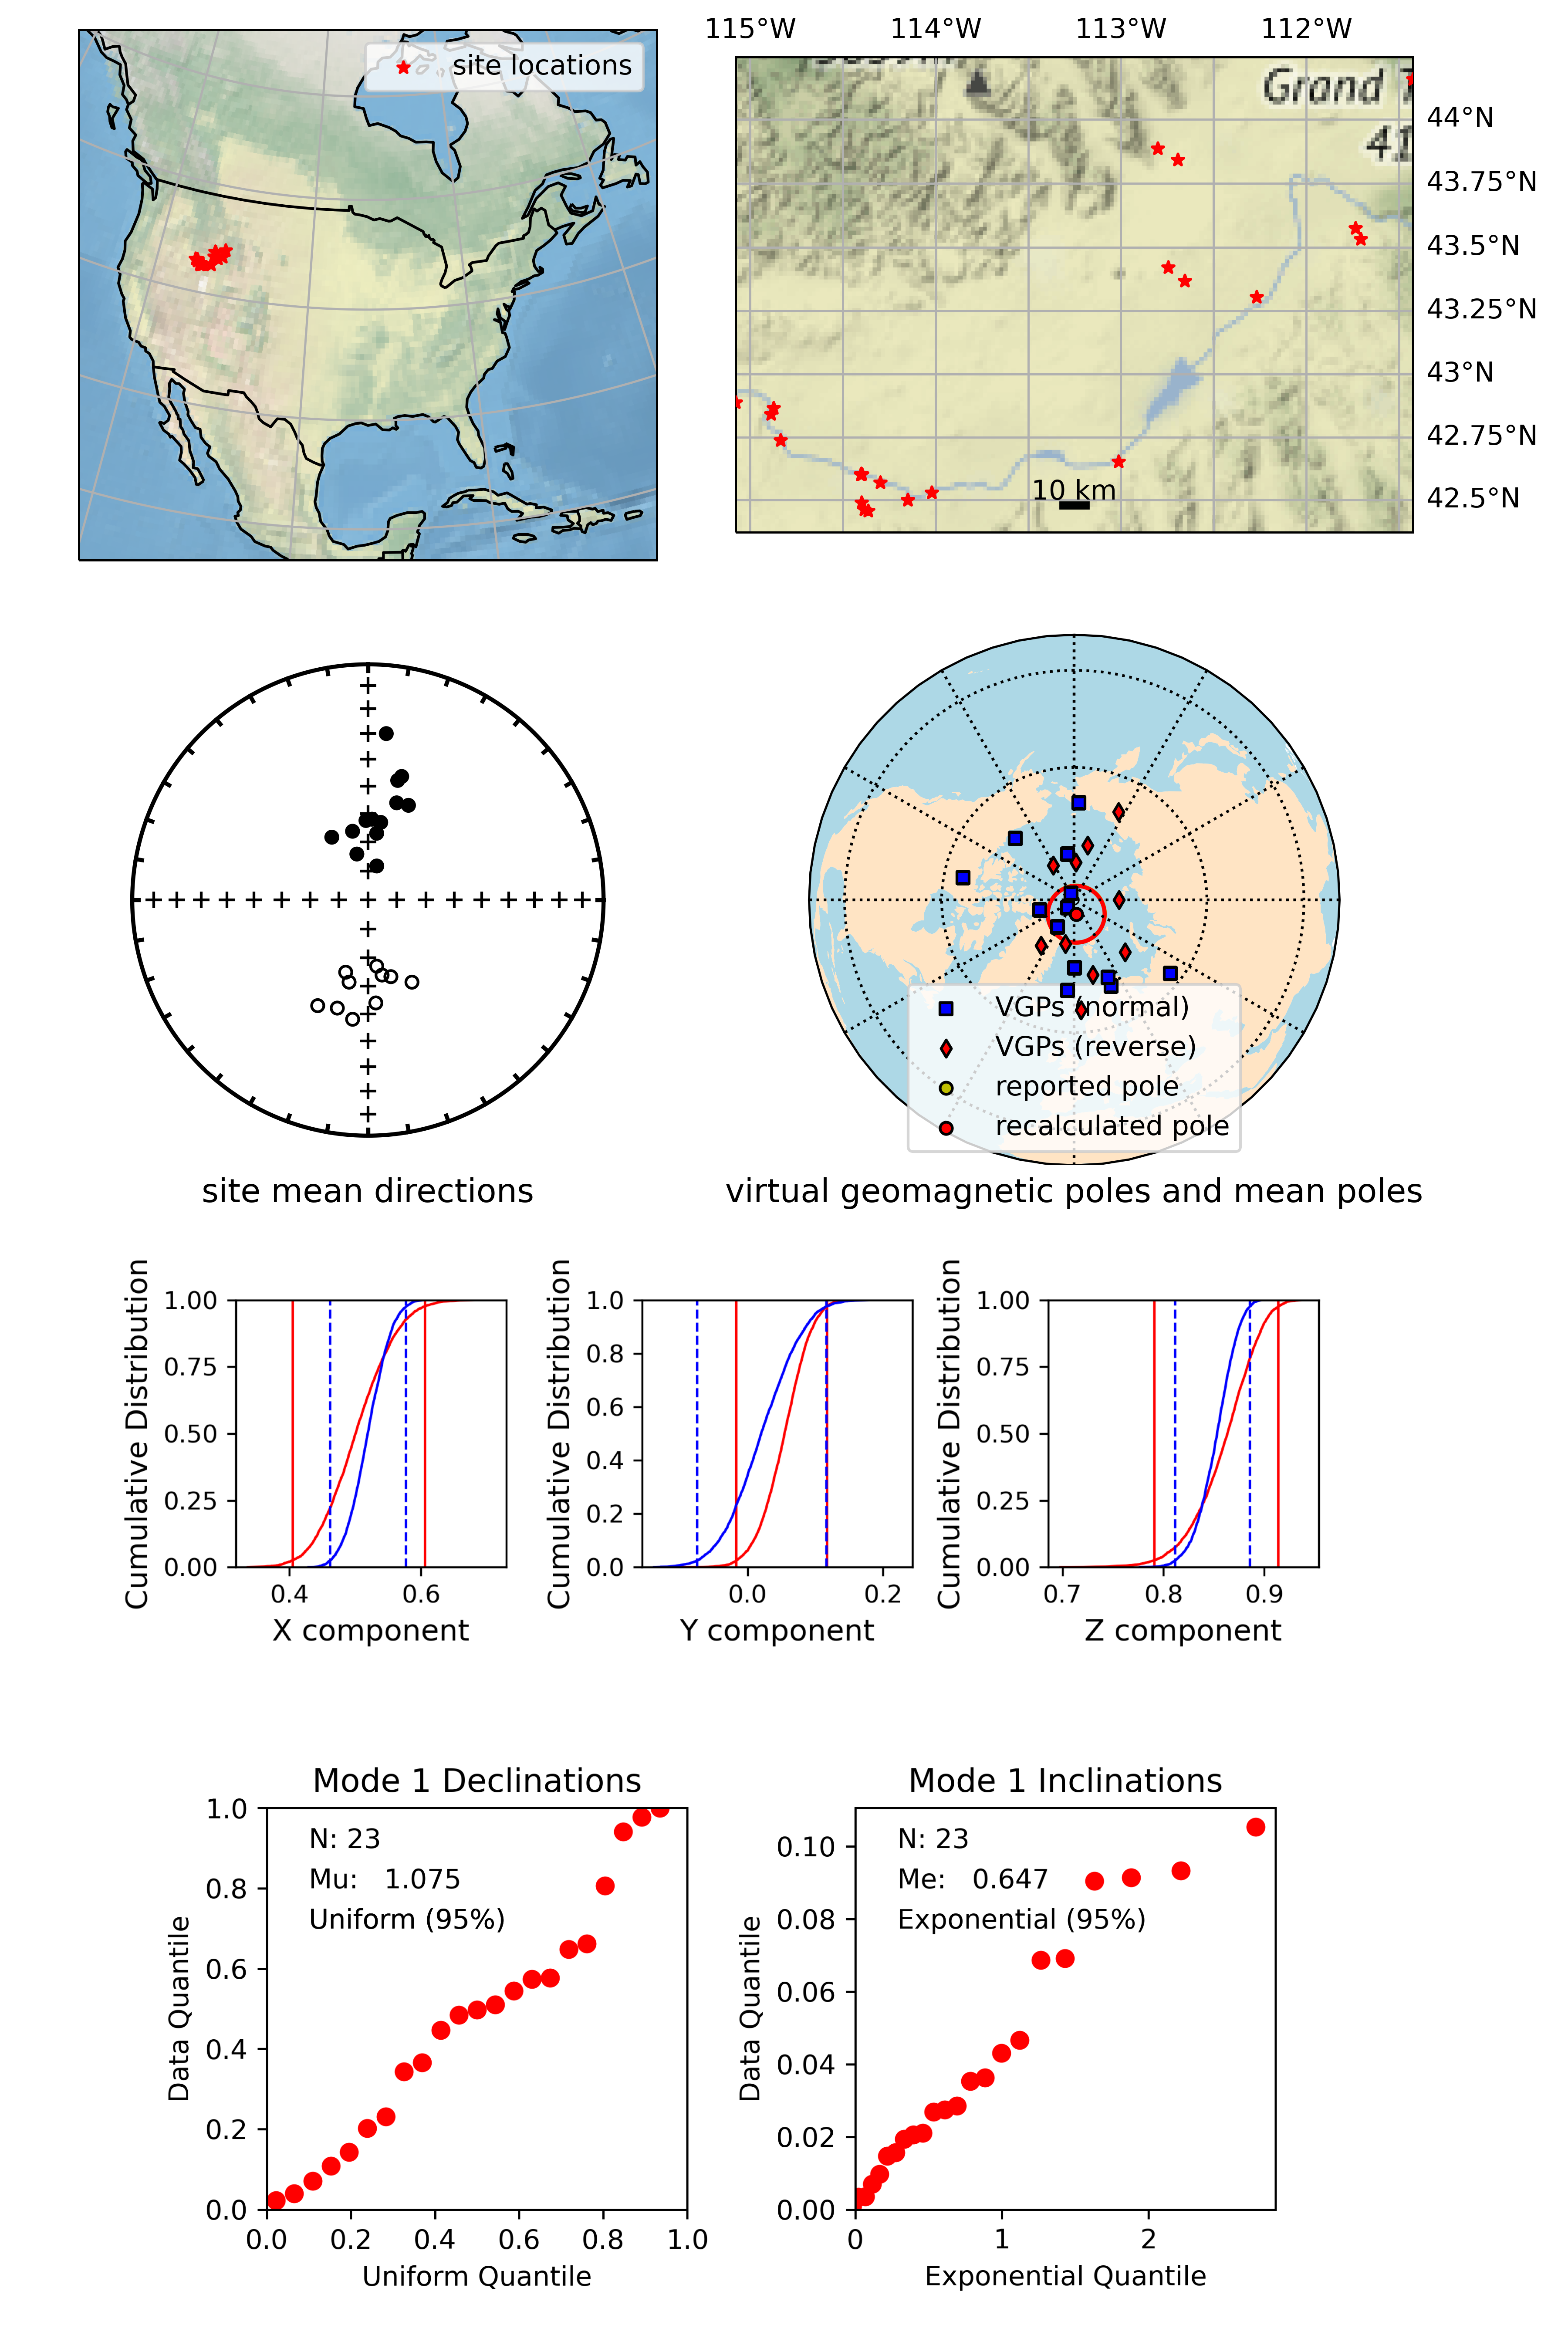 site locations
115°W 114°W 113°W 112°W
Grand T
41
44°N
43.75°N
43.5°N
43.25°N
43°N
42.75°N
42.5°N
10 km
VGPs (normal)
VGPs (reverse)
reported pole
recalculated pole
site mean directions
virtual geomagnetic poles and mean poles
Cumulative Distribution
1.00
0.75
0.50
0.25
0.00
0.4 0.6
X component
Cumulative Distribution
1.0
0.8
0.6
0.4
0.2
0.0
0.0 0.2
Y component
Cumulative Distribution
1.00
0.75
0.50
0.25
0.00
0.7 0.8 0.9
Z component
Mode 1 Declinations
N: 23
Mu: 1.075
Uniform (95%)
Data Quantile
1.0
0.8
0.6
0.4
0.2
0.0
0.0 0.2 0.4 0.6 0.8 1.0
Uniform Quantile
Mode 1 Inclinations
N: 23
Me: 0.647
Exponential (95%)
Data Quantile
0.10
0.08
0.06
0.04
0.02
0.00
0 1 2
Exponential Quantile